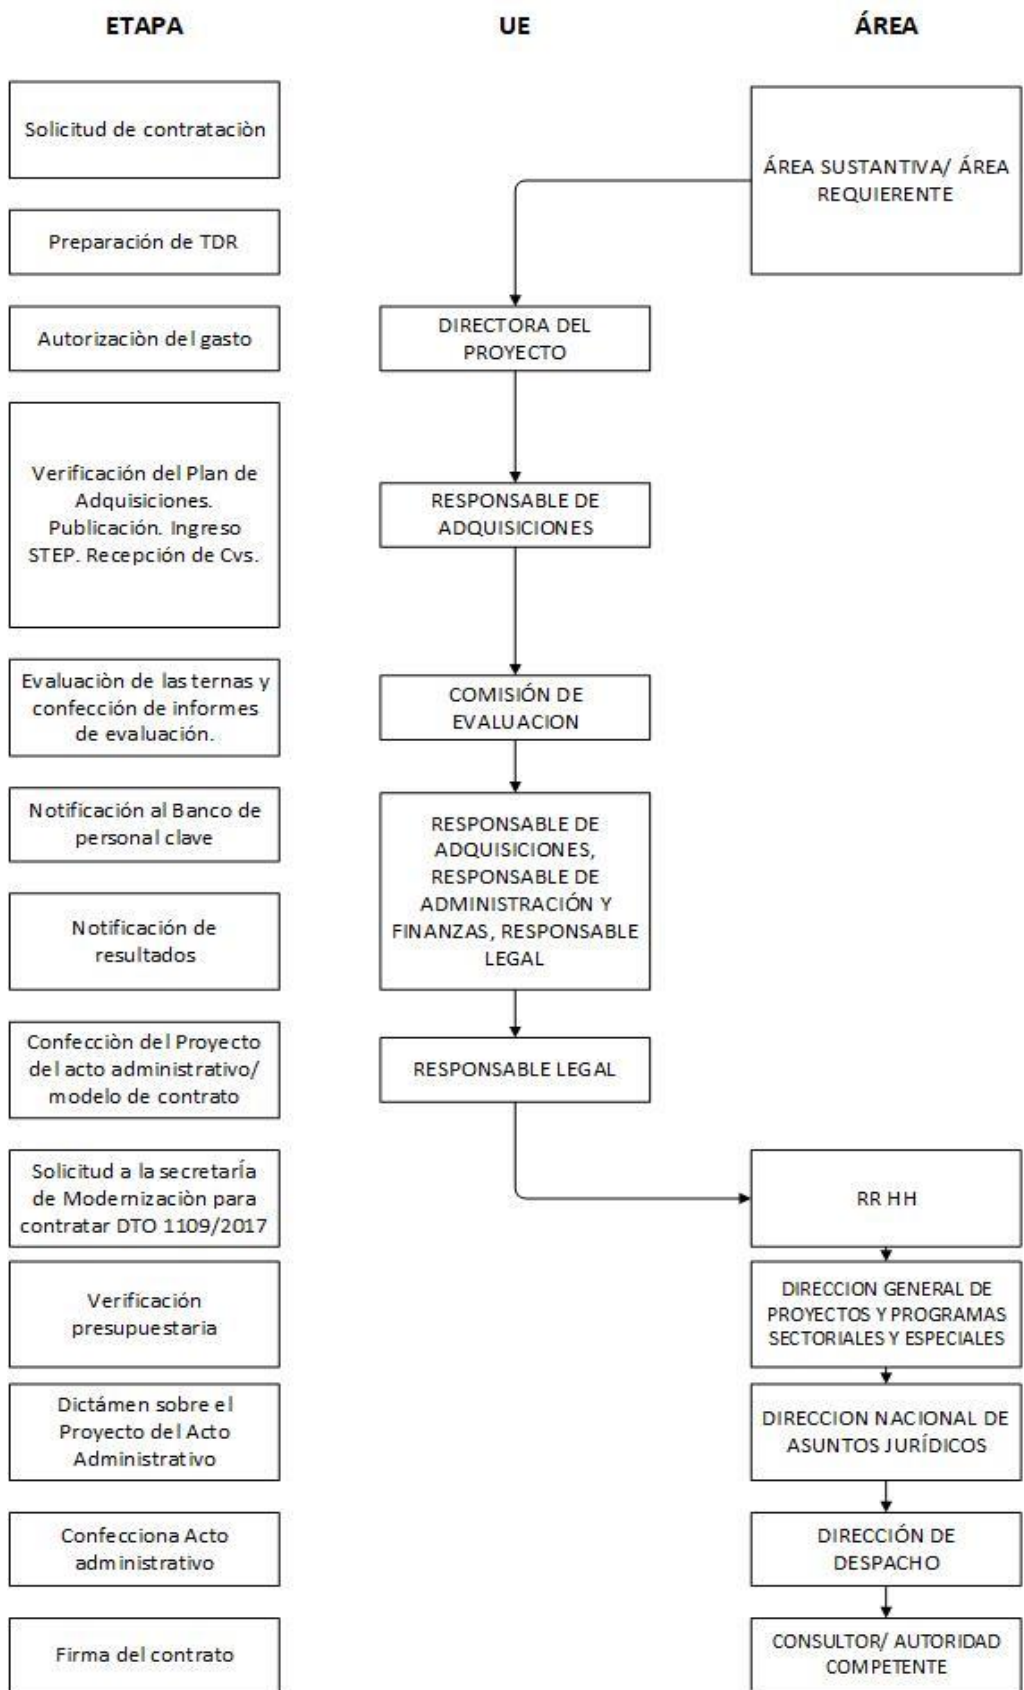 ETAPA
UE
ÁREA
Solicitud de contrataciòn
ÁREA SUSTANTIVA/ ÁREA
REQUIERENTE
Preparación de TDR
Autorizaciòn del gasto
DIRECTORA DEL
PROYECTO
Verificación del Plan de
Adquisiciones.
Publicación. Ingreso
STEP. Recepción de Cvs.
RESPONSABLE DE
ADQUISICIONES
Evaluaciòn de las ternas y
confección de informes
de evaluación.
COMISIÓN DE
EVALUACION
Notificación al Banco de
personal clave
RESPONSABLE DE
ADQUISICIONES,
RESPONSABLE DE
ADMINISTRACIÓN Y
FINANZAS, RESPONSABLE
LEGAL
Notificación de
resultados
Confecciòn del Proyecto
del acto administrativo/
modelo de contrato
RESPONSABLE LEGAL
Solicitud a la secretarÍa
de Modernizaciòn para
contratar DTO 1109/2017
RR HH
Verificación
presupuestaria
DIRECCION GENERAL DE
PROYECTOS Y PROGRAMAS
SECTORIALES Y ESPECIALES
Dictámen sobre el
Proyecto del Acto
Administrativo
DIRECCION NACIONAL DE
ASUNTOS JURÍDICOS
Confecciona Acto
administrativo
DIRECCIÓN DE
DESPACHO
Firma del contrato
CONSULTOR/ AUTORIDAD
COMPETENTE